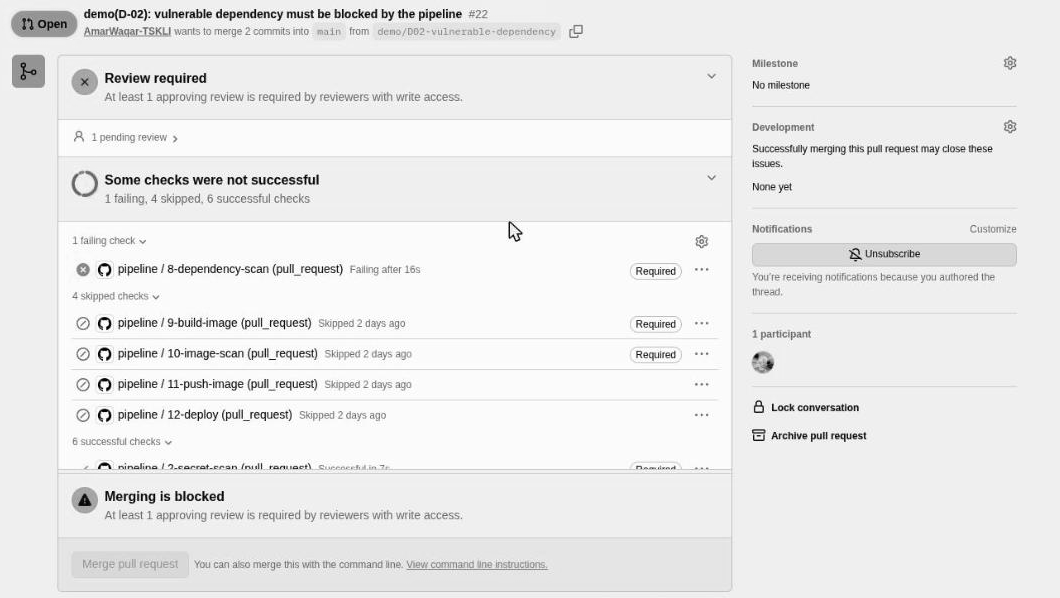 Open
demo(D-02): vulnerable dependency must be blocked by the pipeline #22
AmarWaqar-TSKLI wants to merge 2 commits into main from demo/D02-vulnerable-dependency
Review required
At least 1 approving review is required by reviewers with write access.
1 pending review
Some checks were not successful
1 failing, 4 skipped, 6 successful checks
1 failing check
pipeline / 8-dependency-scan (pull_request) Failing after 16s Required
4 skipped checks
pipeline / 9-build-image (pull_request) Skipped 2 days ago Required
pipeline / 10-image-scan (pull_request) Skipped 2 days ago Required
pipeline / 11-push-image (pull_request) Skipped 2 days ago
pipeline / 12-deploy (pull_request) Skipped 2 days ago
6 successful checks
pipeline / 2-secret-scan (pull_request) Successful in 7s Required
Merging is blocked
At least 1 approving review is required by reviewers with write access.
Merge pull request You can also merge this with the command line. View command line instructions.
Milestone
No milestone
Development
Successfully merging this pull request may close these
issues.
None yet
Notifications Customize
Unsubscribe
You're receiving notifications because you authored the
thread.
1 participant
Lock conversation
Archive pull request